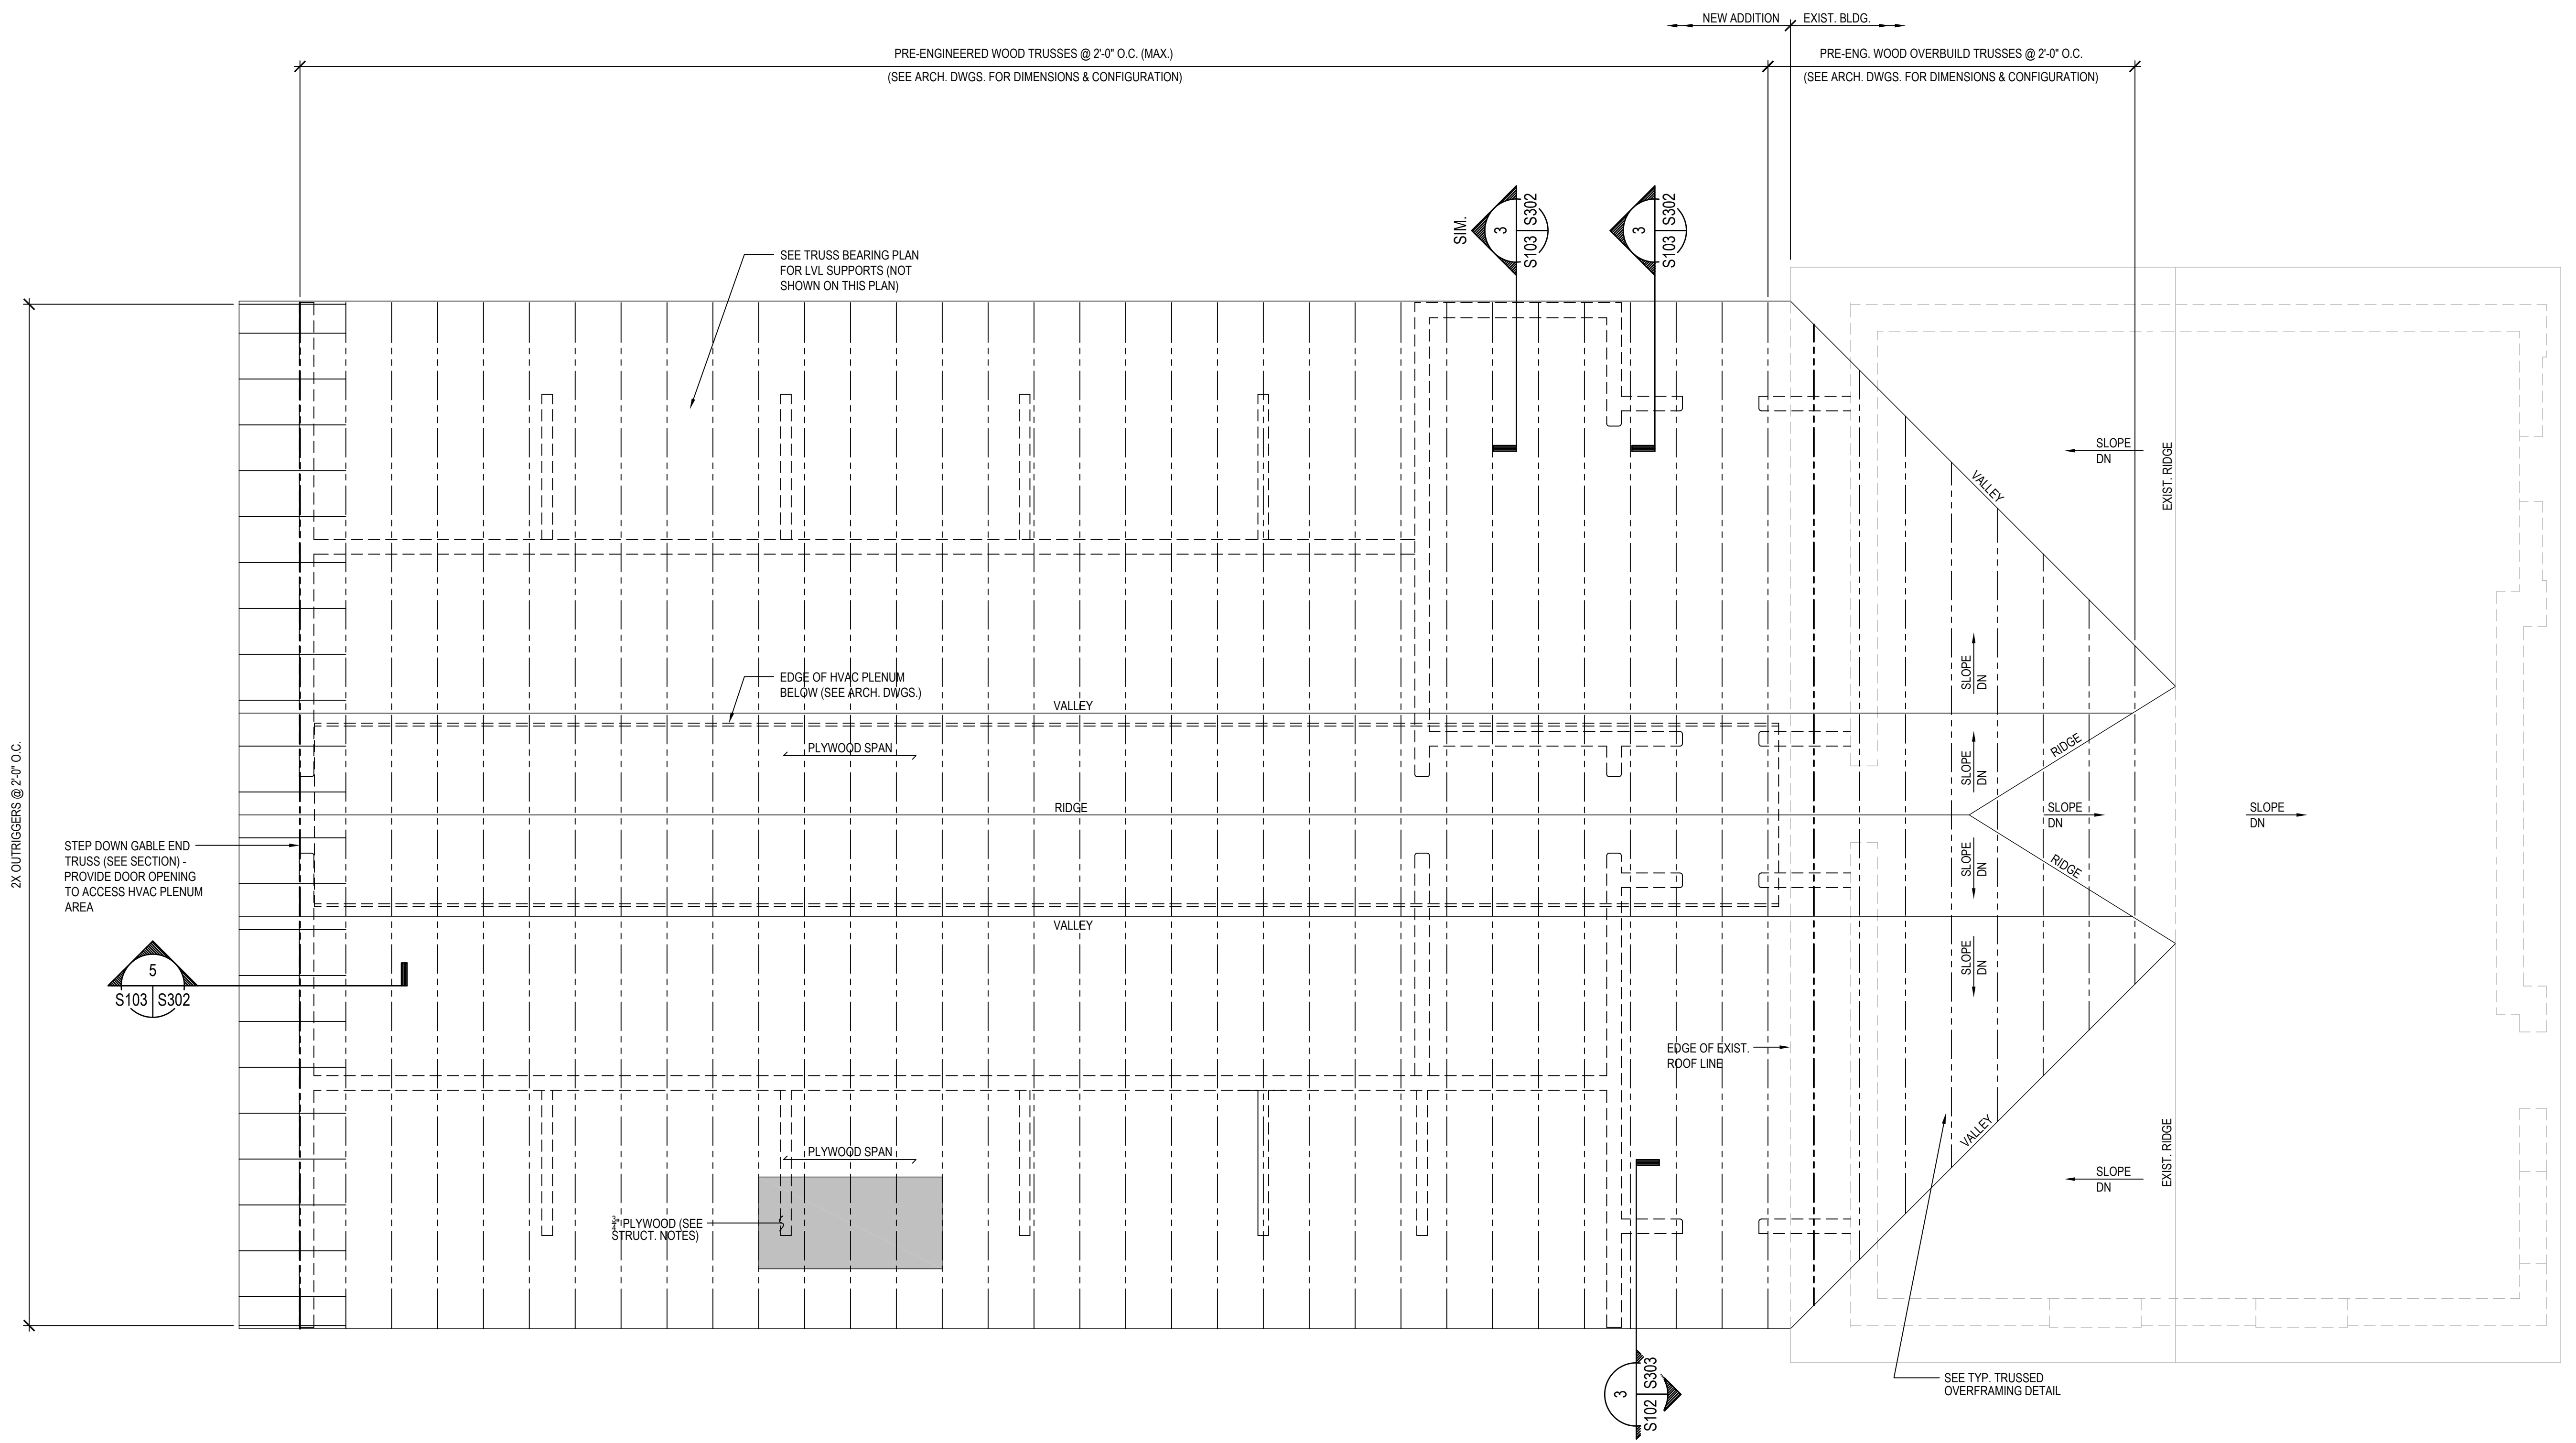 NEW ADDITION
EXIST. BLDG.
PRE-ENGINEERED WOOD TRUSSES @ 2'-0" O.C. (MAX.)
(SEE ARCH. DWGS. FOR DIMENSIONS & CONFIGURATION)
PRE-ENG. WOOD OVERBUILD TRUSSES @ 2'-0" O.C.
(SEE ARCH. DWGS. FOR DIMENSIONS & CONFIGURATION)
SIM.
3
S103
S302
3
S103
S302
SEE TRUSS BEARING PLAN
FOR LVL SUPPORTS (NOT
SHOWN ON THIS PLAN)
SLOPE
DN
EXIST. RIDGE
VALLEY
EDGE OF HVAC PLENUM
BELOW (SEE ARCH. DWGS.)
VALLEY
PLYWOOD SPAN
SLOPE
DN
SLOPE
DN
RIDGE
2X OUTRIGGERS @ 2'-0" O.C.
RIDGE
SLOPE
DN
SLOPE
DN
STEP DOWN GABLE END
TRUSS (SEE SECTION) -
PROVIDE DOOR OPENING
TO ACCESS HVAC PLENUM
AREA
SLOPE
DN
RIDGE
VALLEY
SLOPE
DN
5
S103
S302
EDGE OF EXIST.
ROOF LINE
VALLEY
PLYWOOD SPAN
SLOPE
DN
EXIST. RIDGE
3/4" PLYWOOD (SEE
STRUCT. NOTES)
3
S102
S303
SEE TYP. TRUSSED
OVERFRAMING DETAIL